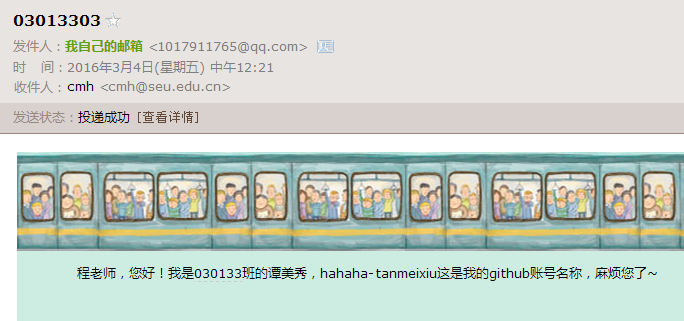 03013303
发件人：我自己的邮箱 <1017911765@qq.com>
时　间：2016年3月4日(星期五) 中午12:21
收件人：cmh <cmh@seu.edu.cn>
发送状态：投递成功 [查看详情]
程老师，您好！我是030133班的谭美秀，hahaha-tanmeixiu这是我的github账号名称，麻烦您了~